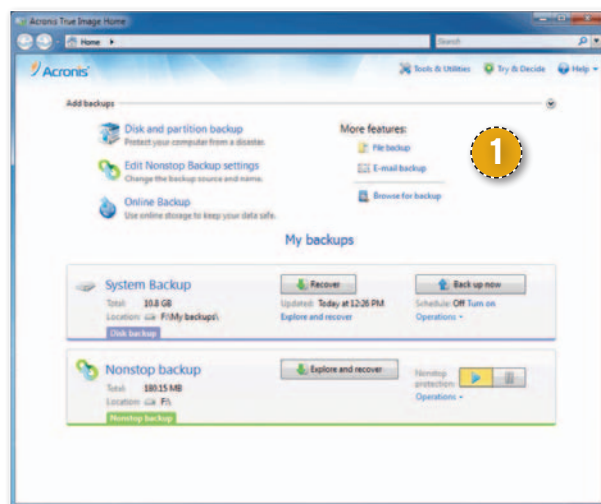 Acronis True Image Home
Home
Search
Acronis
Tools & Utilities
Try & Decide
Help
Add backups
Disk and partition backup
Protect your computer from a disaster.
Edit Nonstop Backup settings
Change the backup source and name.
Online Backup
Use online storage to keep your data safe.
More features:
File backup
E-mail backup
Browse for backup
1
My backups
System Backup
Total: 10.8 GB
Location: F:\My backups\
Disk backup
Recover
Updated: Today at 12:26 PM
Explore and recover
Back up now
Schedule: Off Turn on
Operations
Nonstop backup
Total: 180.15 MB
Location: F:\
Nonstop backup
Explore and recover
Nonstop
protection:
Operations